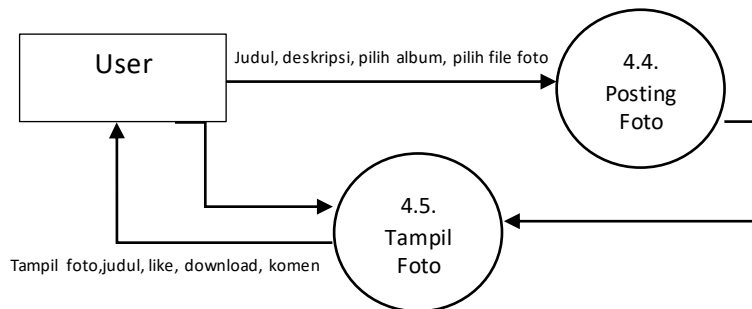 User
Judul, deskripsi, pilih album, pilih file foto
4.4.
Posting
Foto
4.5.
Tampil
Foto
Tampil foto,judul, like, download, komen